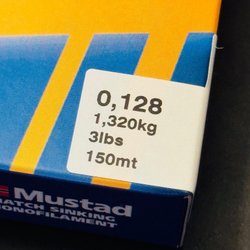 0,128
1,320kg
3lbs
150mt
Mustad
MATCH SINKING
MONOFILAMENT